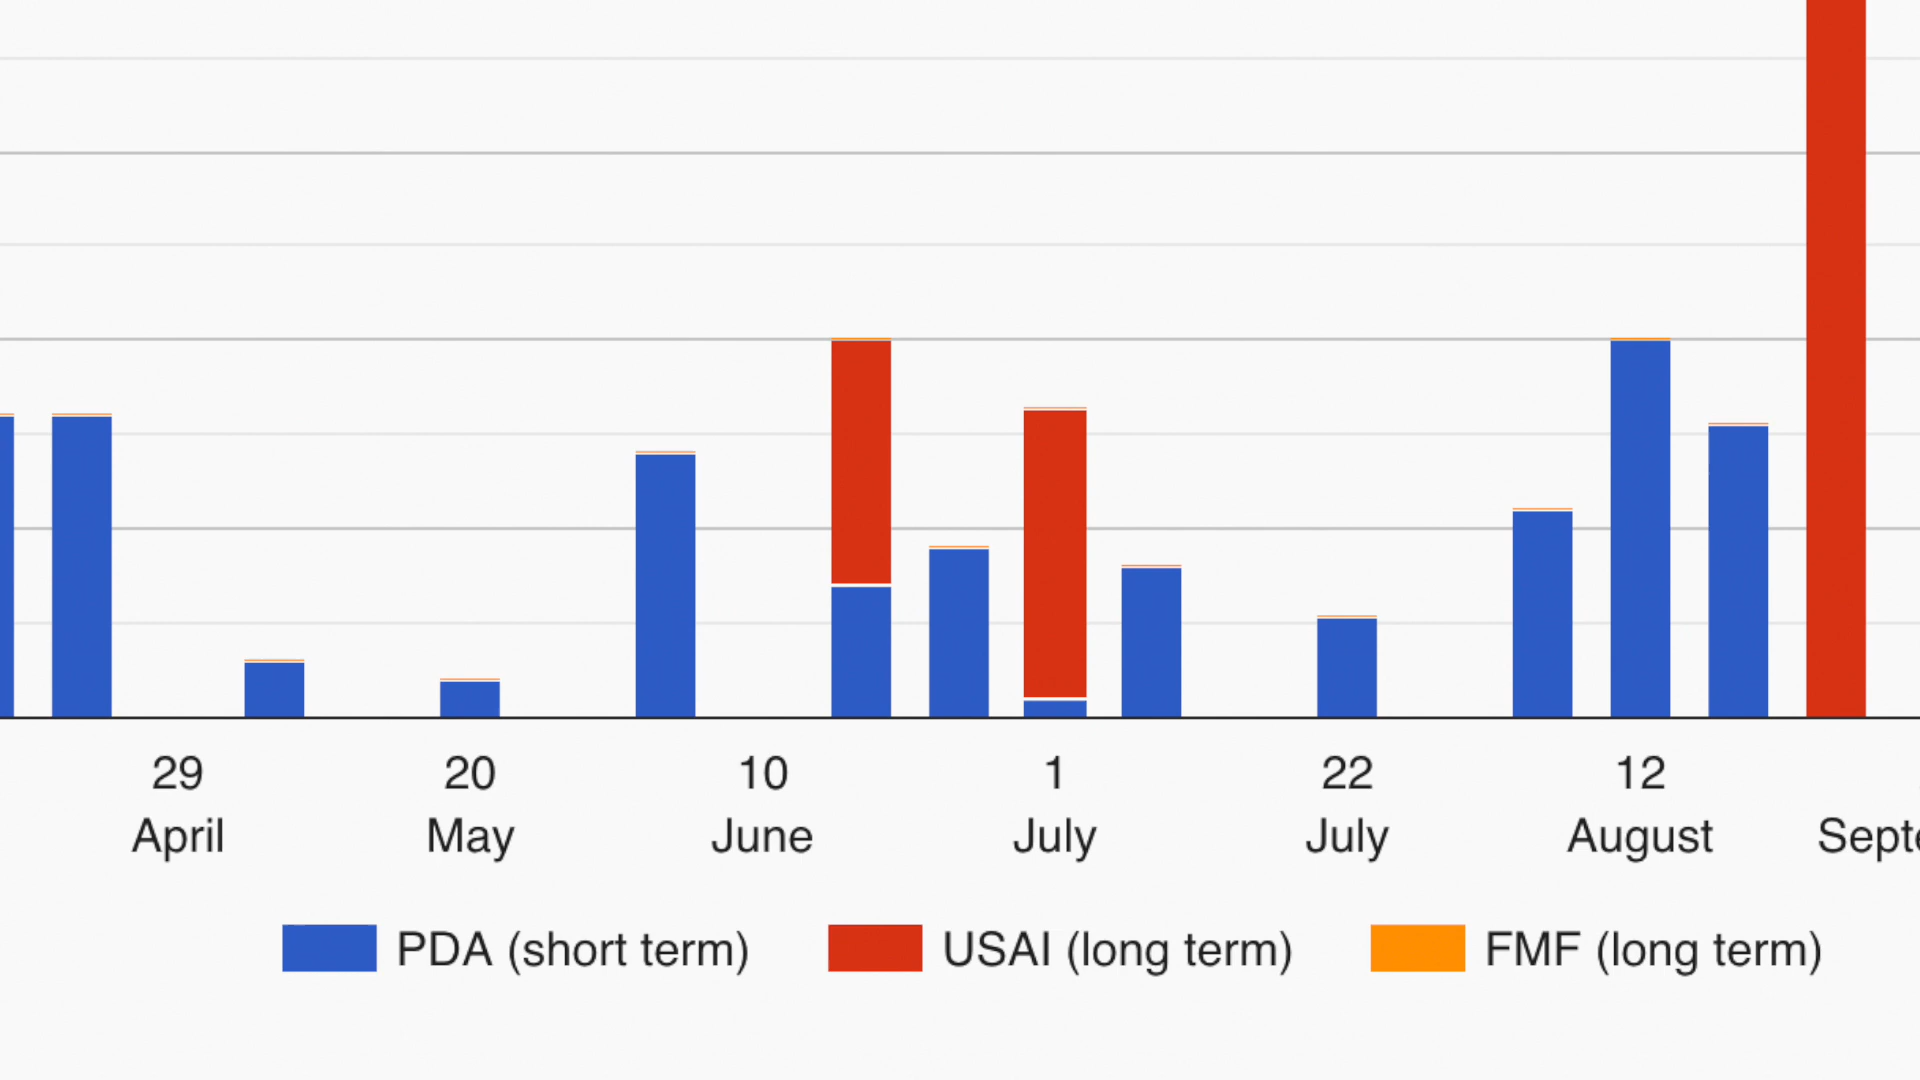 29 20 10 1 22 12
April May June July July August
PDA (short term) USAI (long term) FMF (long term)